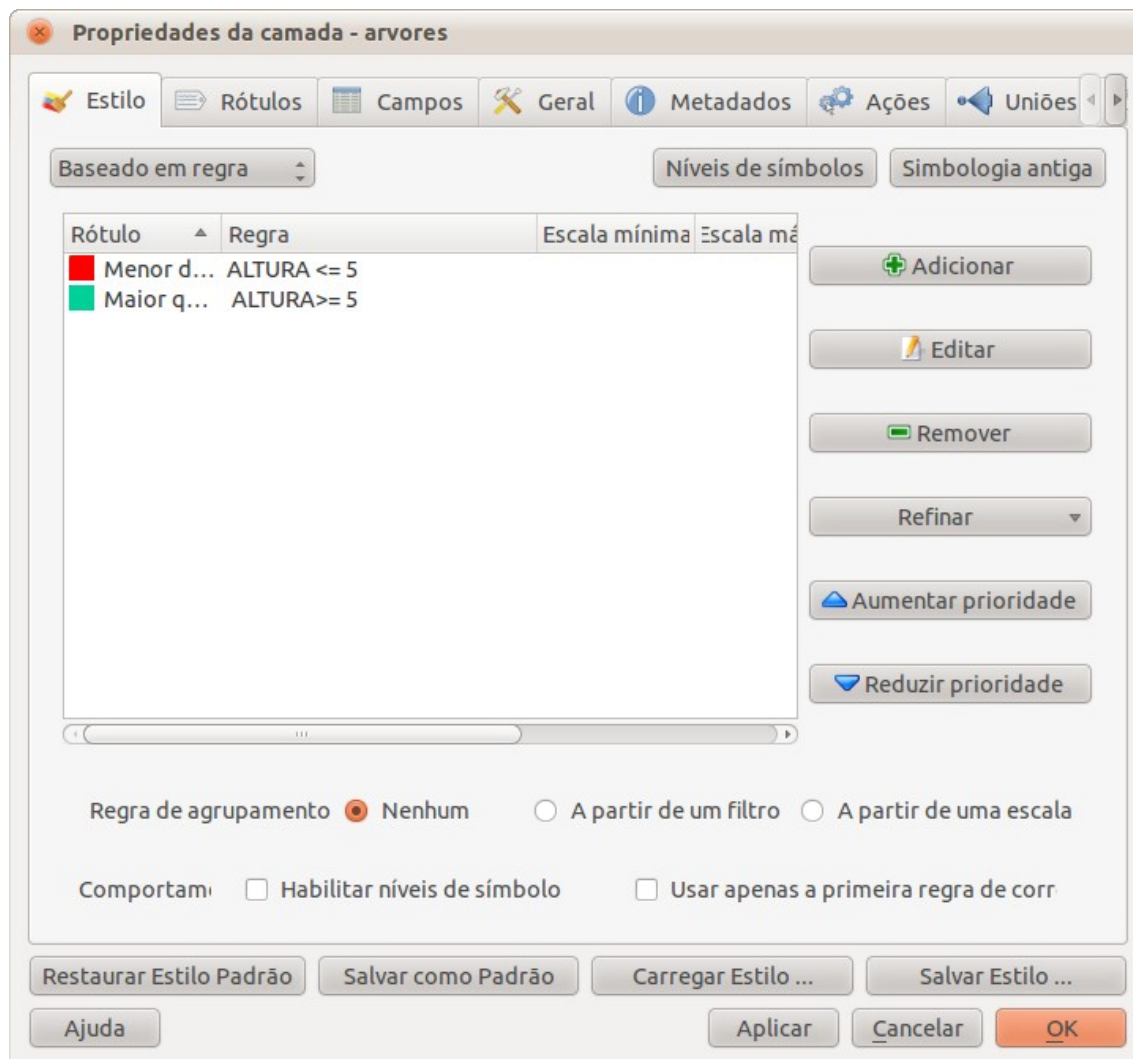 Propriedades da camada - arvores
Estilo Rótulos Campos Geral Metadados Ações Uniões
Baseado em regra Níveis de símbolos Simbologia antiga
Rótulo Regra Escala mínima Escala má
Menor d... ALTURA <= 5
Maior q... ALTURA>= 5
Adicionar
Editar
Remover
Refinar
Aumentar prioridade
Reduzir prioridade
Regra de agrupamento Nenhum A partir de um filtro A partir de uma escala
Comportam Habilitar níveis de símbolo Usar apenas a primeira regra de corr
Restaurar Estilo Padrão Salvar como Padrão Carregar Estilo ... Salvar Estilo ...
Ajuda Aplicar Cancelar OK